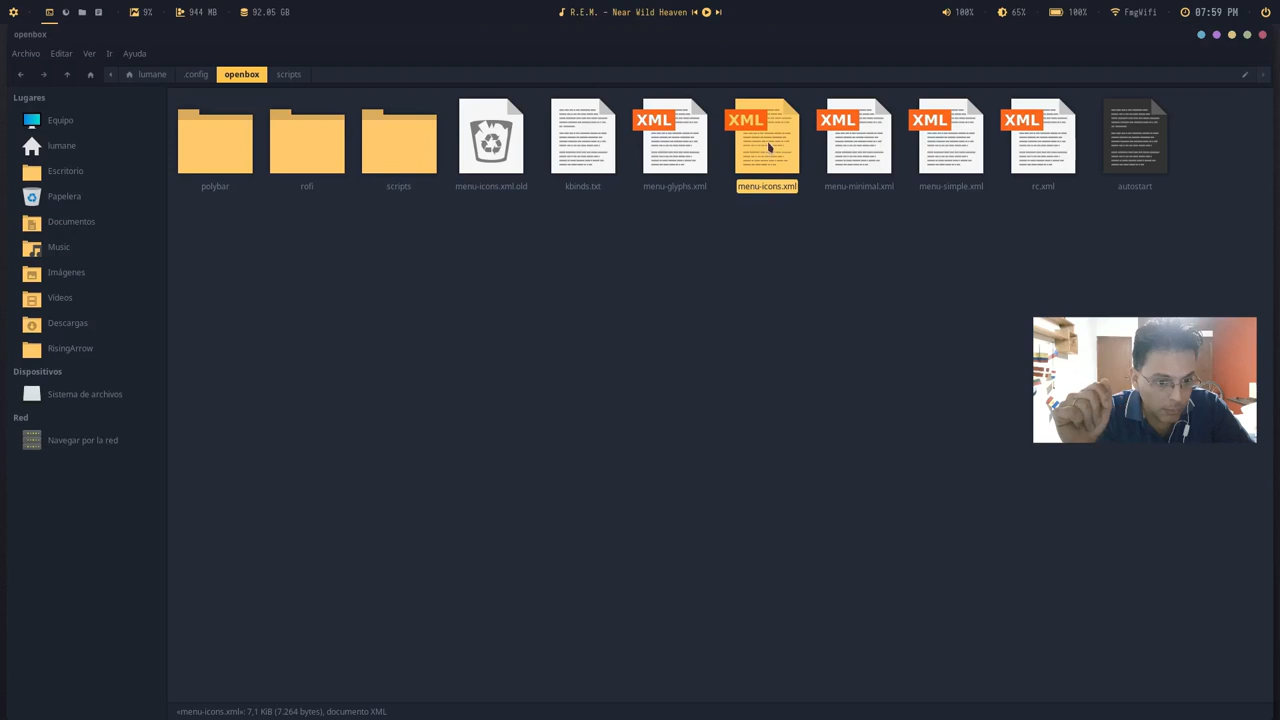 9%
944 MB
92.05 GB
R.E.M. - Near Wild Heaven
100%
65%
100%
FmgWifi
07:59 PM
openbox
Archivo Editar Ver Ir Ayuda
lumane .config openbox scripts
Lugares
Equipo
lumane
Escritorio
Papelera
Documentos
Music
Imágenes
Vídeos
Descargas
RisingArrow
Dispositivos
Sistema de archivos
Red
Navegar por la red
XML XML XML XML XML
polybar rofi scripts menu-icons.xml.old kbinds.txt menu-glyphs.xml menu-icons.xml menu-minimal.xml menu-simple.xml rc.xml autostart
«menu-icons.xml»: 7,1 KiB (7.264 bytes), documento XML